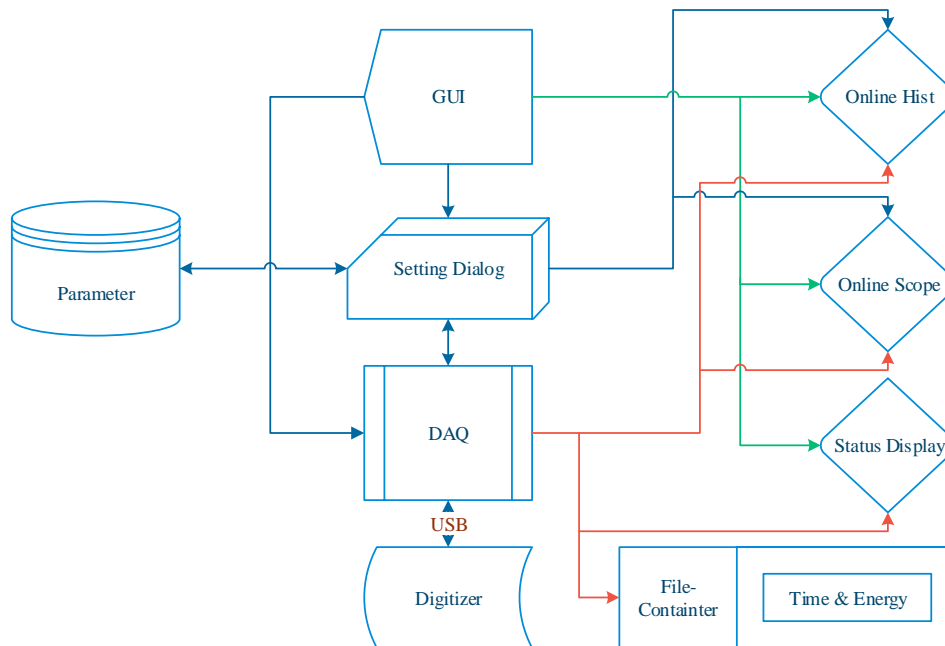 GUI
Online Hist
Setting Dialog
Parameter
Online Scope
DAQ
Status Display
USB
Digitizer
File-
Containter
Time & Energy